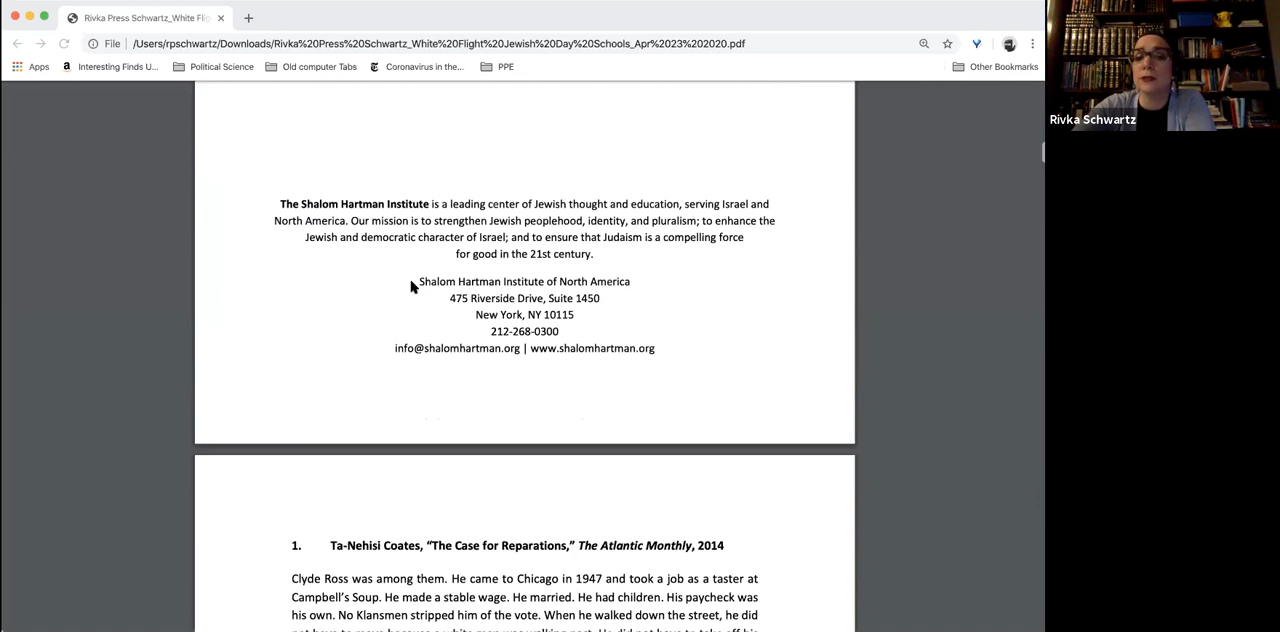 Rivka Press Schwartz_White Flig
File
/Users/rpschwartz/Downloads/Rivka%20Press%20Schwartz_White%20Flight%20Jewish%20Day%20Schools_Apr%2023%202020.pdf
Apps
Interesting Finds U...
Political Science
Old computer Tabs
Coronavirus in the...
PPE
Other Bookmarks
Rivka Schwartz
The Shalom Hartman Institute is a leading center of Jewish thought and education, serving Israel and
North America. Our mission is to strengthen Jewish peoplehood, identity, and pluralism; to enhance the
Jewish and democratic character of Israel; and to ensure that Judaism is a compelling force
for good in the 21st century.
Shalom Hartman Institute of North America
475 Riverside Drive, Suite 1450
New York, NY 10115
212-268-0300
info@shalomhartman.org | www.shalomhartman.org
1. Ta-Nehisi Coates, “The Case for Reparations,” The Atlantic Monthly, 2014
Clyde Ross was among them. He came to Chicago in 1947 and took a job as a taster at
Campbell’s Soup. He made a stable wage. He married. He had children. His paycheck was
his own. No Klansmen stripped him of the vote. When he walked down the street, he did